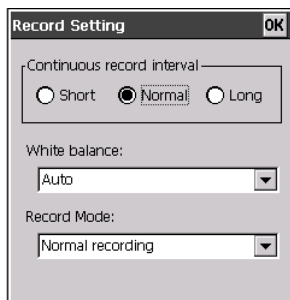 Record Setting OK
Continuous record interval
Short Normal Long
White balance:
Auto
Record Mode:
Normal recording